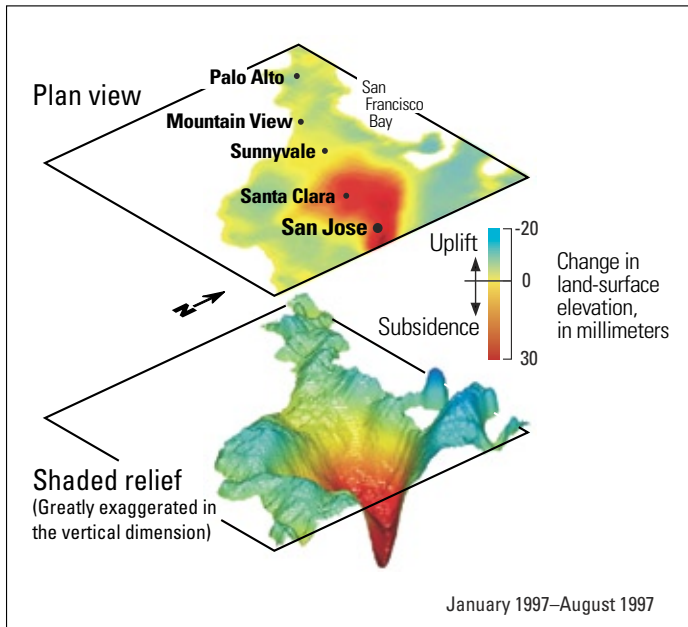 Plan view
Palo Alto
San
Francisco
Bay
Mountain View
Sunnyvale
Santa Clara
San Jose
Uplift
Subsidence
-20
0
30
Change in
land-surface
elevation,
in millimeters
N
Shaded relief
(Greatly exaggerated in
the vertical dimension)
January 1997–August 1997